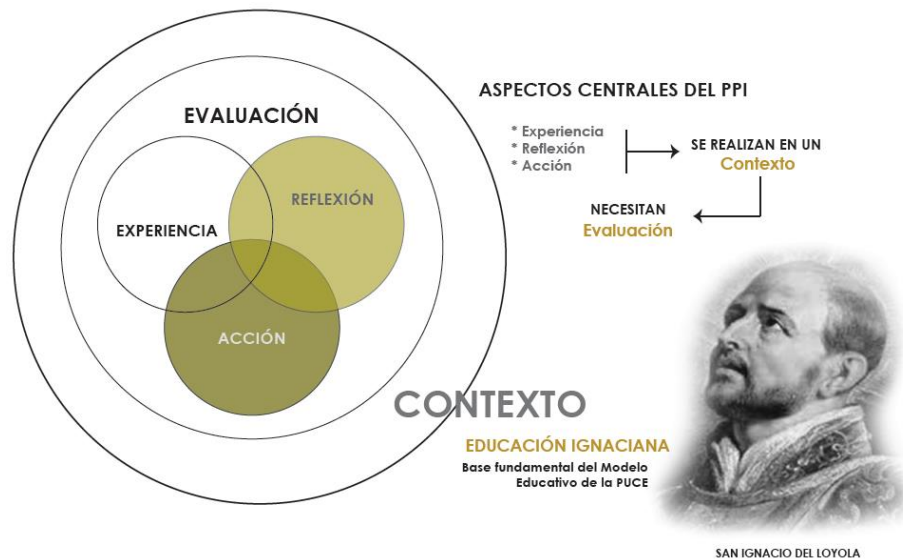 EVALUACIÓN
EXPERIENCIA
REFLEXIÓN
ACCIÓN
CONTEXTO
ASPECTOS CENTRALES DEL PPI
* Experiencia
* Reflexión
* Acción
SE REALIZAN EN UN
Contexto
NECESITAN
Evaluación
EDUCACIÓN IGNACIANA
Base fundamental del Modelo
Educativo de la PUCE
SAN IGNACIO DEL LOYOLA